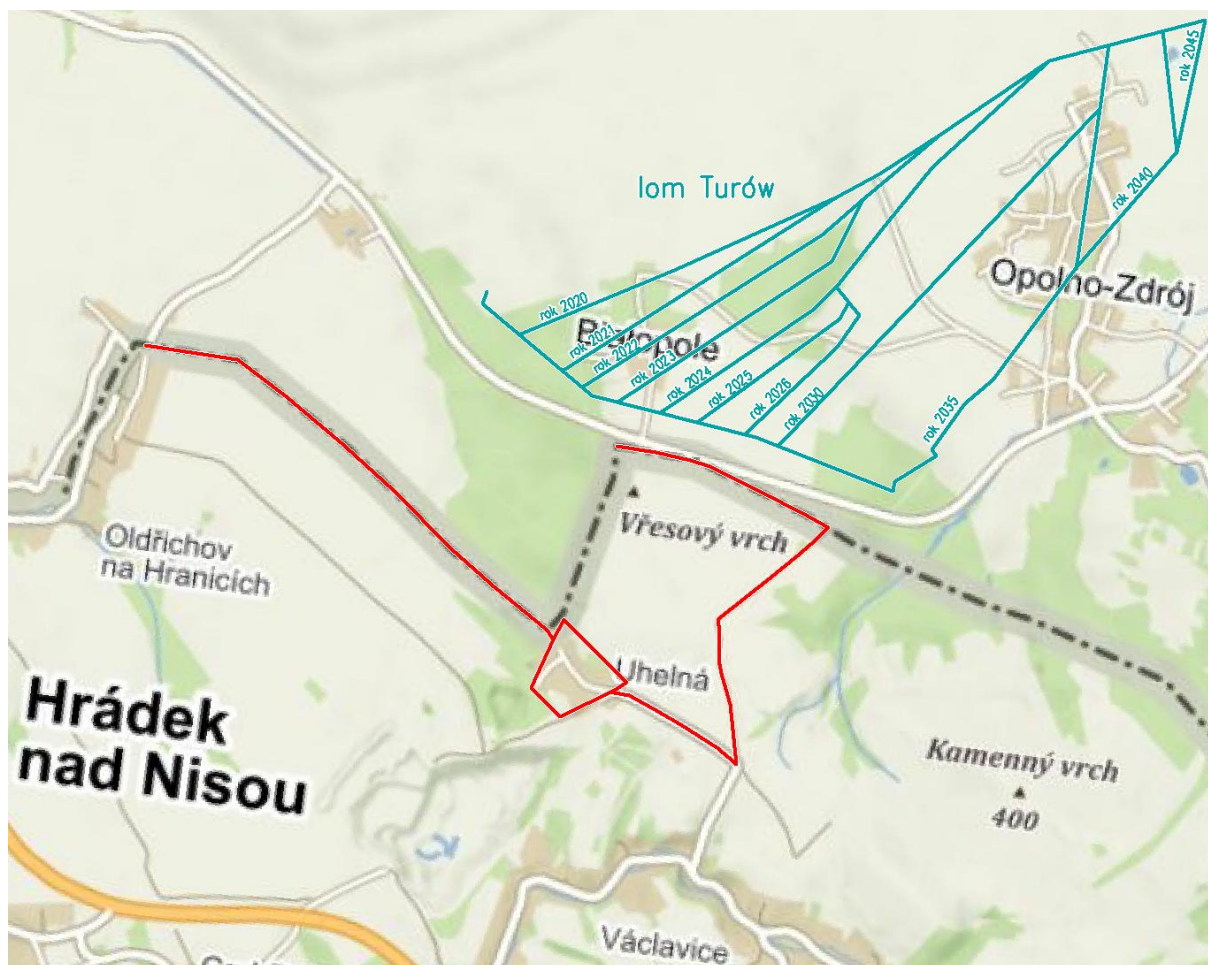 rok 2045
lom Turów
rok 2040
Opolno-Zdrój
rok 2020
Białopole
rok 2021
rok 2022
rok 2023
rok 2024
rok 2025
rok 2026
rok 2030
rok 2035
Vřesový vrch
Oldřichov
na Hranicích
Uhelná
Hrádek
nad Nisou
Kamenný vrch
400
Václavice